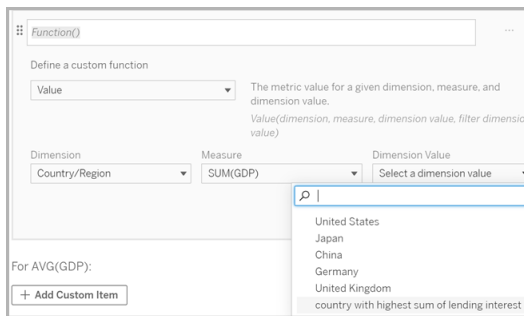 Function()
Define a custom function
Value
The metric value for a given dimension, measure, and
dimension value.
Value(dimension, measure, dimension value, filter dimensio
value)
Dimension
Measure
Dimension Value
Country/Region
SUM(GDP)
Select a dimension value
United States
Japan
China
Germany
United Kingdom
country with highest sum of lending interest
For AVG(GDP):
+ Add Custom Item